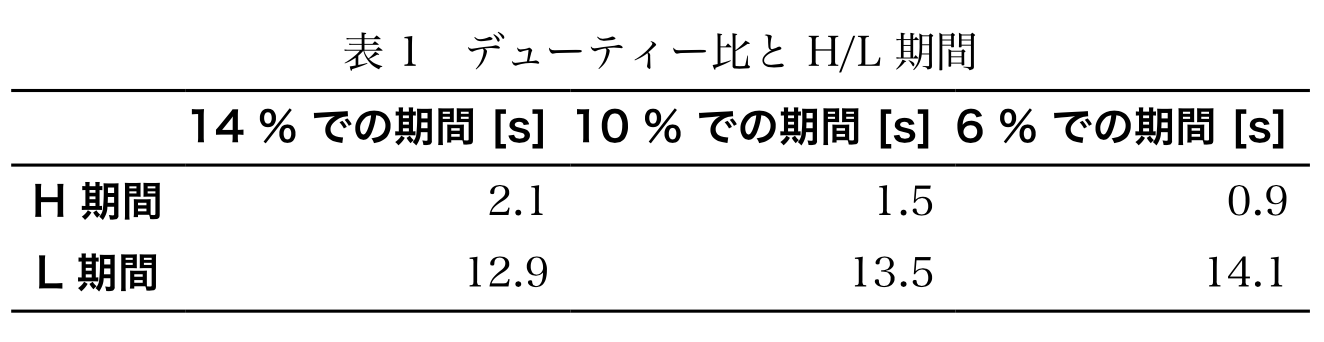 表 1　デューティー比と H/L 期間
14 % での期間 [s] 10 % での期間 [s] 6 % での期間 [s]
H 期間 2.1 1.5 0.9
L 期間 12.9 13.5 14.1